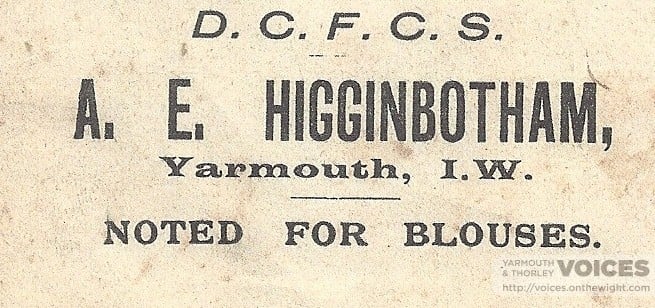 D. C. F. C. S.
A. E. HIGGINBOTHAM,
Yarmouth, I.W.
NOTED FOR BLOUSES.
YARMOUTH & THORLEY VOICES
http://voices.onthewight.com